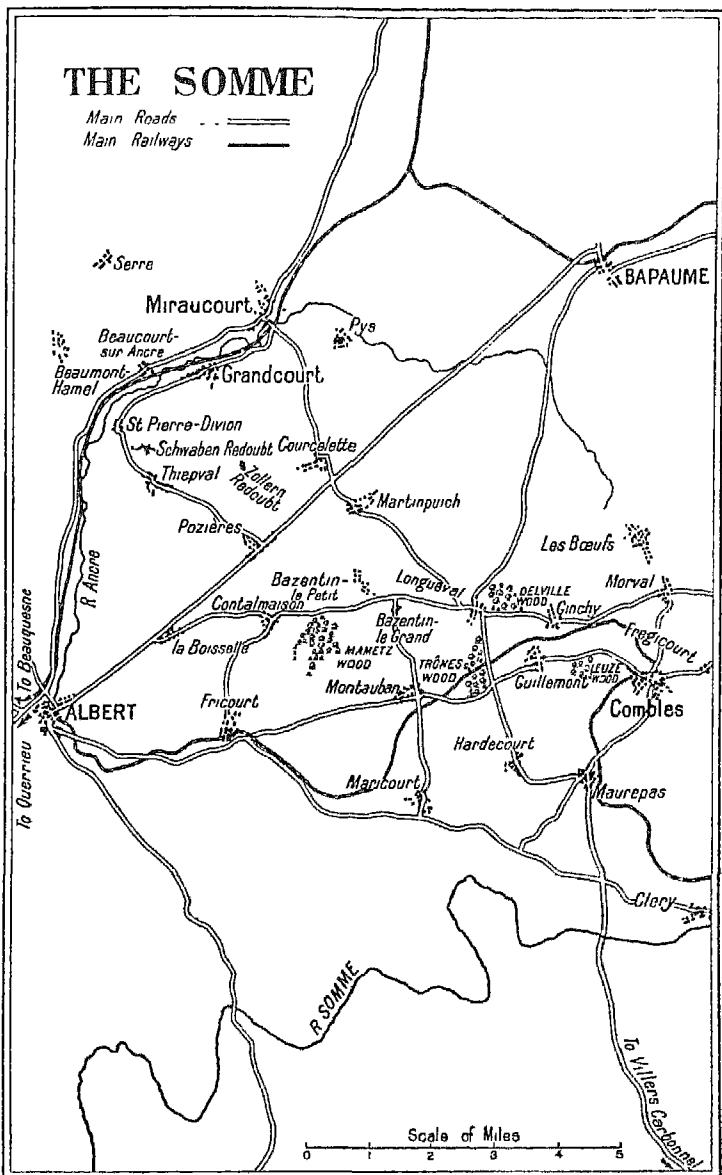 THE SOMME
Main Roads
Main Railways
Serre
BAPAUME
Miraucourt
Pys
Beaucourt-
sur Ancre
Beaumont-
Hamel
Grandcourt
St Pierre-Divion
Schwaben Redoubt
Courcelette
Thiepval
Zollern
Redoubt
Martinpuich
Pozières
Les Bœufs
R Ancre
Bazentin-
le Petit
Longueval
DELVILLE
WOOD
Morval
Contalmaison
Bazentin-
le Grand
Ginchy
To Beauquesne
la Boisselle
MAMETZ
WOOD
TRÔNES
WOOD
Fregicourt
Guillemont
LEUZE
WOOD
Montauban
Combles
ALBERT
Fricourt
To Querrieu
Hardecourt
Maricourt
Maurepas
Clery
R SOMME
To Villers Carbonnel
Scale of Miles
0 1 2 3 4 5